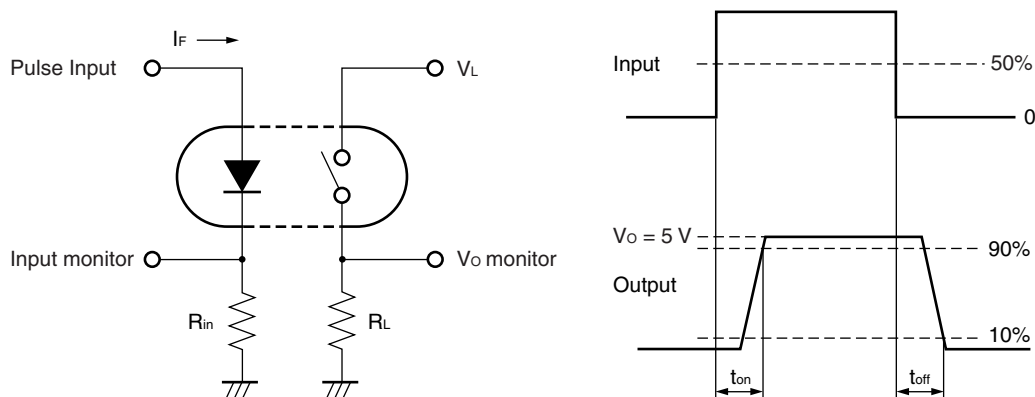 IF
Pulse Input
VL
Input monitor
VO monitor
Rin
RL
Input
50%
0
VO = 5 V
90%
Output
10%
ton
toff